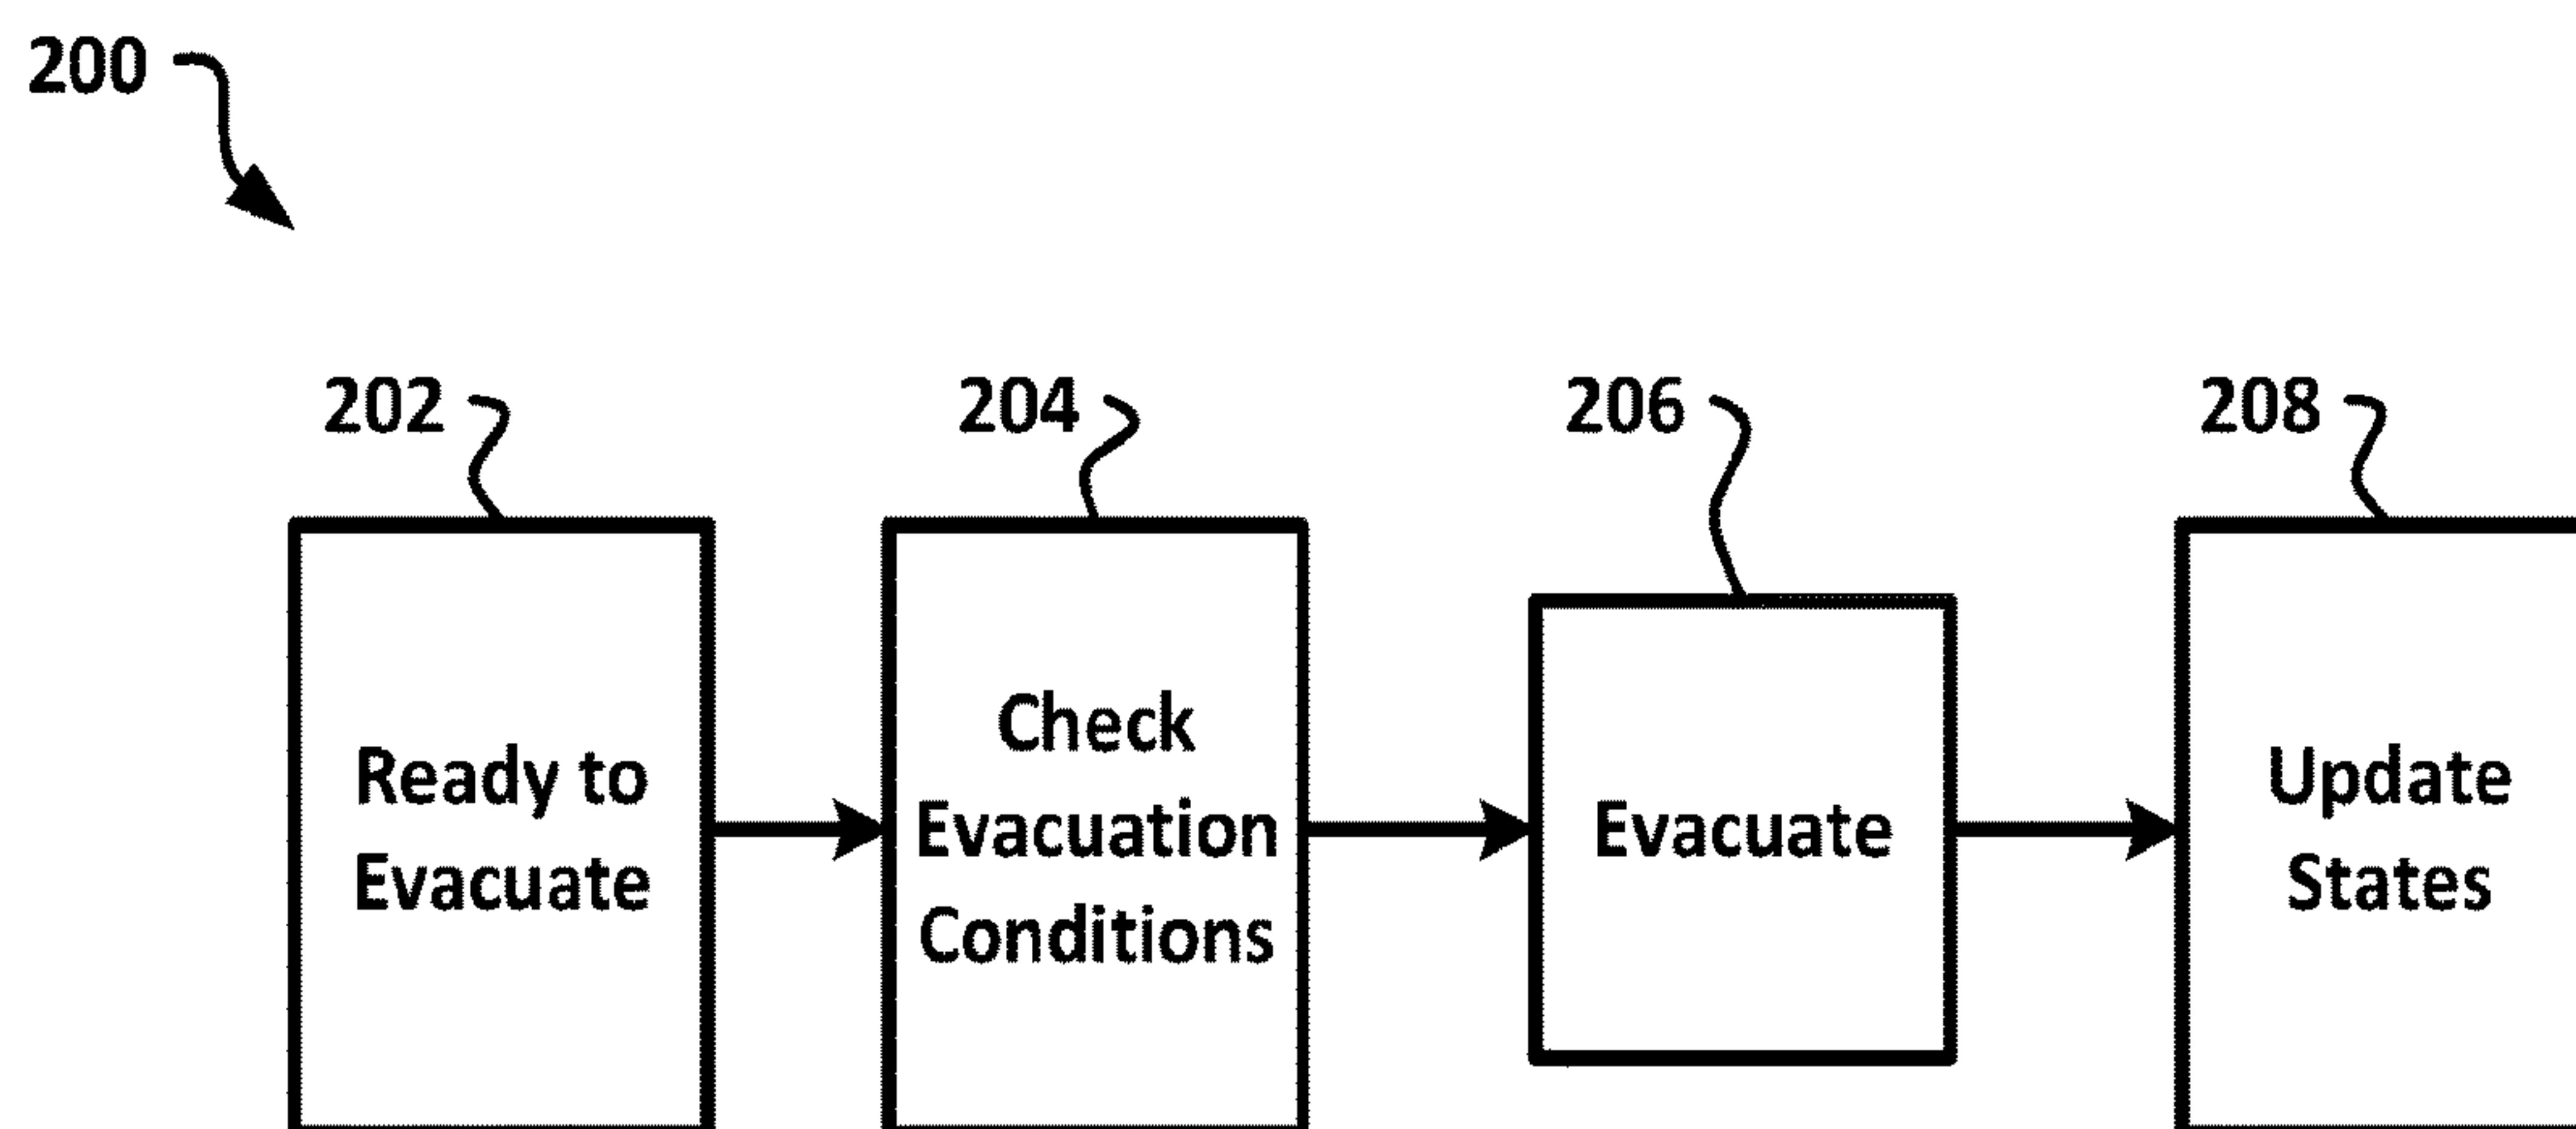 200
202
204
206
208
Ready to
Evacuate
Check
Evacuation
Conditions
Evacuate
Update
States